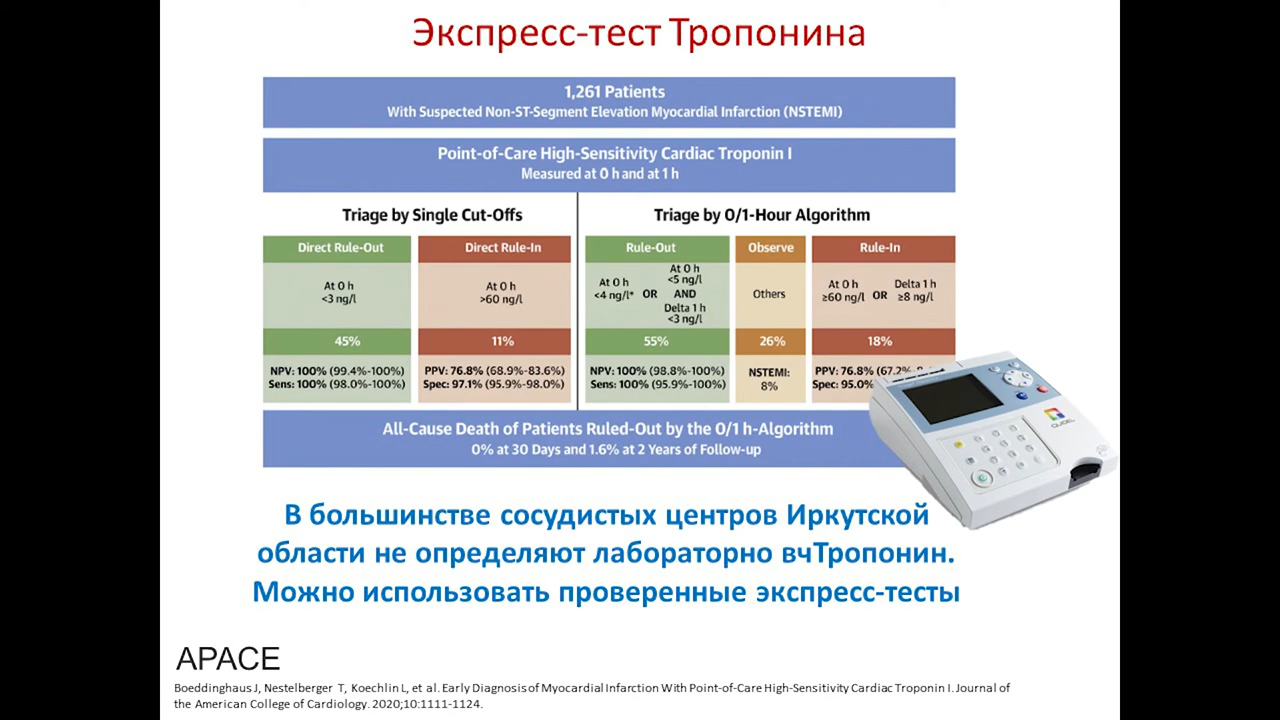 Экспресс-тест Тропонина
1,261 Patients
With Suspected Non-ST-Segment Elevation Myocardial Infarction (NSTEMI)
Point-of-Care High-Sensitivity Cardiac Troponin I
Measured at 0 h and at 1 h
Triage by Single Cut-Offs
Direct Rule-Out
At 0 h
<3 ng/l
45%
NPV: 100% (99.4%-100%)
Sens: 100% (98.0%-100%)
Direct Rule-In
At 0 h
>60 ng/l
11%
PPV: 76.8% (68.9%-83.6%)
Spec: 97.1% (95.9%-98.0%)
Triage by 0/1-Hour Algorithm
Rule-Out
At 0 h
<4 ng/l*
OR
At 0 h
<5 ng/l
AND
Delta 1 h
<3 ng/l
55%
NPV: 100% (98.8%-100%)
Sens: 100% (95.9%-100%)
Observe
Others
26%
NSTEMI:
8%
Rule-In
At 0 h
≥60 ng/l
OR
Delta 1 h
≥8 ng/l
18%
PPV: 76.8% (67.2%
Spec: 95.0%
All-Cause Death of Patients Ruled-Out by the 0/1 h-Algorithm
0% at 30 Days and 1.6% at 2 Years of Follow-up
QUIDEL
В большинстве сосудистых центров Иркутской
области не определяют лабораторно вчТропонин.
Можно использовать проверенные экспресс-тесты
APACE
Boeddinghaus J, Nestelberger T, Koechlin L, et al. Early Diagnosis of Myocardial Infarction With Point-of-Care High-Sensitivity Cardiac Troponin I. Journal of
the American College of Cardiology. 2020;10:1111-1124.